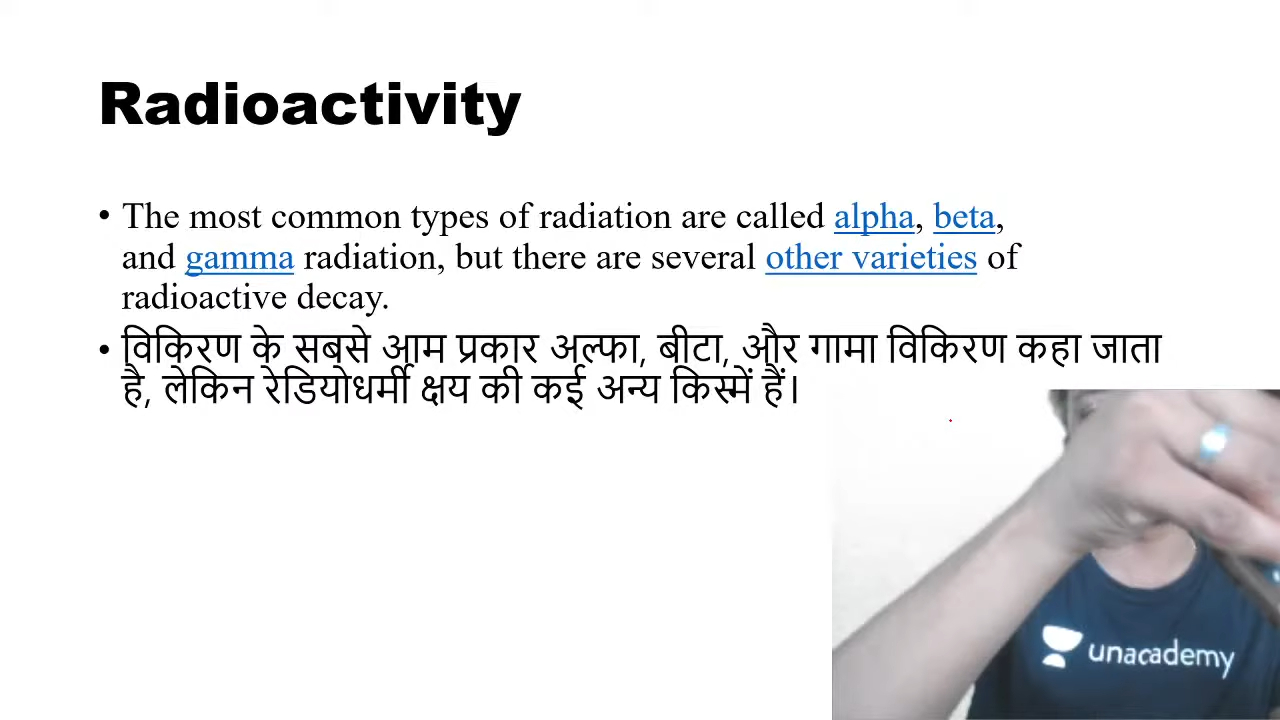 Radioactivity
• The most common types of radiation are called alpha, beta,
and gamma radiation, but there are several other varieties of
radioactive decay.
• विकिरण के सबसे आम प्रकार अल्फा, बीटा, और गामा विकिरण कहा जाता
है, लेकिन रेडियोधर्मी क्षय की कई अन्य किस्में हैं।
unacademy